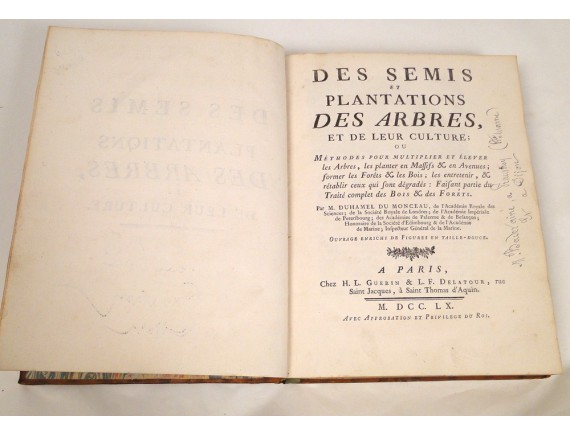 DES SEMIS
ET
PLANTATIONS
DES ARBRES,
ET DE LEUR CULTURE:
OU
MÉTHODES POUR MULTIPLIER ET ÉLEVER
les Arbres, les planter en Massifs & en Avenues;
former les Forêts & les Bois; les entretenir, &
rétablir ceux qui sont dégradés: Faisant partie du
Traité complet des BOIS & des FORETS.
Par M. DUHAMEL DU MONCEAU, de l'Académie Royale des
Sciences; de la Société Royale de Londres; de l'Académie Impériale
de Petersbourg; des Académies de Palerme & de Besançon;
Honoraire de la Société d'Edimbourg & de l'Académie
de Marine; Inspecteur Général de la Marine.
OUVRAGE ENRICHI DE FIGURES EN TAILLE-DOUCE.
A PARIS,
Chez H. L. GUERIN & L. F. DELATOUR, rue
Saint Jacques, à Saint Thomas d'Aquin.
M. DCC. LX.
AVEC APPROBATION ET PRIVILEGE DU ROI.